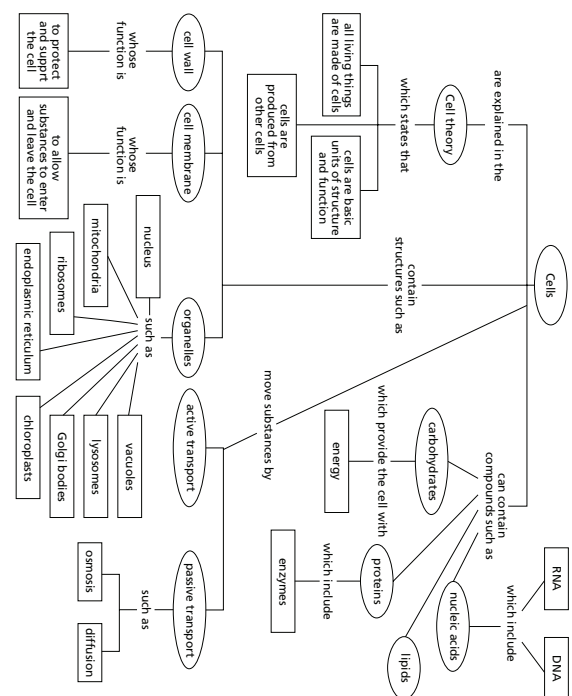 Cells
are explained in the
Cell theory
which states that
all living things
are made of cells
cells are basic
units of structure
and function
cells are
produced from
other cells
contain
structures such as
cell wall
whose
function is
to protect
and supprt
the cell
cell membrane
whose
function is
to allow
substances to enter
and leave the cell
organelles
such as
nucleus
mitochondria
ribosomes
endoplasmic reticulum
vacuoles
lysosomes
Golgi bodies
chloroplasts
move substances by
active transport
passive transport
such as
osmosis
diffusion
can contain
compounds such as
carbohydrates
which provide the cell with
energy
proteins
which include
enzymes
lipids
nucleic acids
which include
RNA
DNA